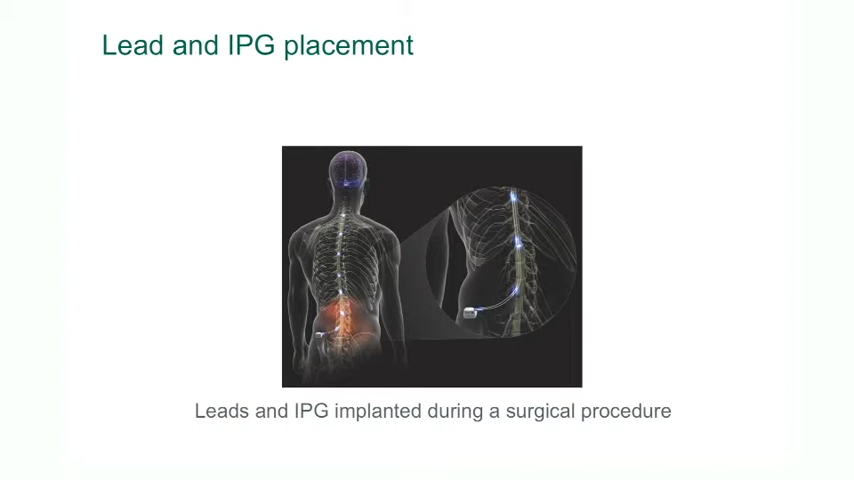 Lead and IPG placement
Leads and IPG implanted during a surgical procedure